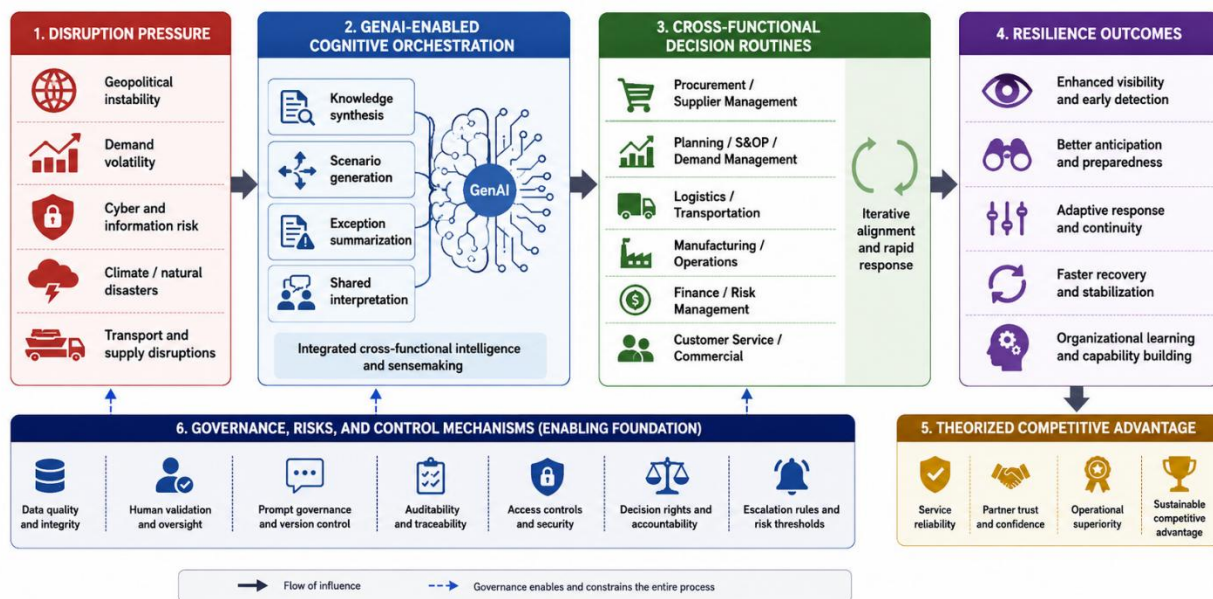 1. DISRUPTION PRESSURE
Geopolitical
instability
Demand
volatility
Cyber and
information risk
Climate / natural
disasters
Transport and
supply disruptions
2. GENAI-ENABLED
COGNITIVE ORCHESTRATION
Knowledge
synthesis
Scenario
generation
Exception
summarization
Shared
interpretation
GenAI
Integrated cross-functional intelligence
and sensemaking
3. CROSS-FUNCTIONAL
DECISION ROUTINES
Procurement /
Supplier Management
Planning / S&OP /
Demand Management
Logistics /
Transportation
Manufacturing /
Operations
Finance / Risk
Management
Customer Service /
Commercial
Iterative
alignment
and rapid
response
4. RESILIENCE OUTCOMES
Enhanced visibility
and early detection
Better anticipation
and preparedness
Adaptive response
and continuity
Faster recovery
and stabilization
Organizational learning
and capability building
6. GOVERNANCE, RISKS, AND CONTROL MECHANISMS (ENABLING FOUNDATION)
Data quality
and integrity
Human validation
and oversight
Prompt governance
and version control
Auditability
and traceability
Access controls
and security
Decision rights and
accountability
Escalation rules and
risk thresholds
5. THEORIZED COMPETITIVE ADVANTAGE
Service
reliability
Partner trust
and confidence
Operational
superiority
Sustainable
competitive
advantage
Flow of influence
Governance enables and constrains the entire process